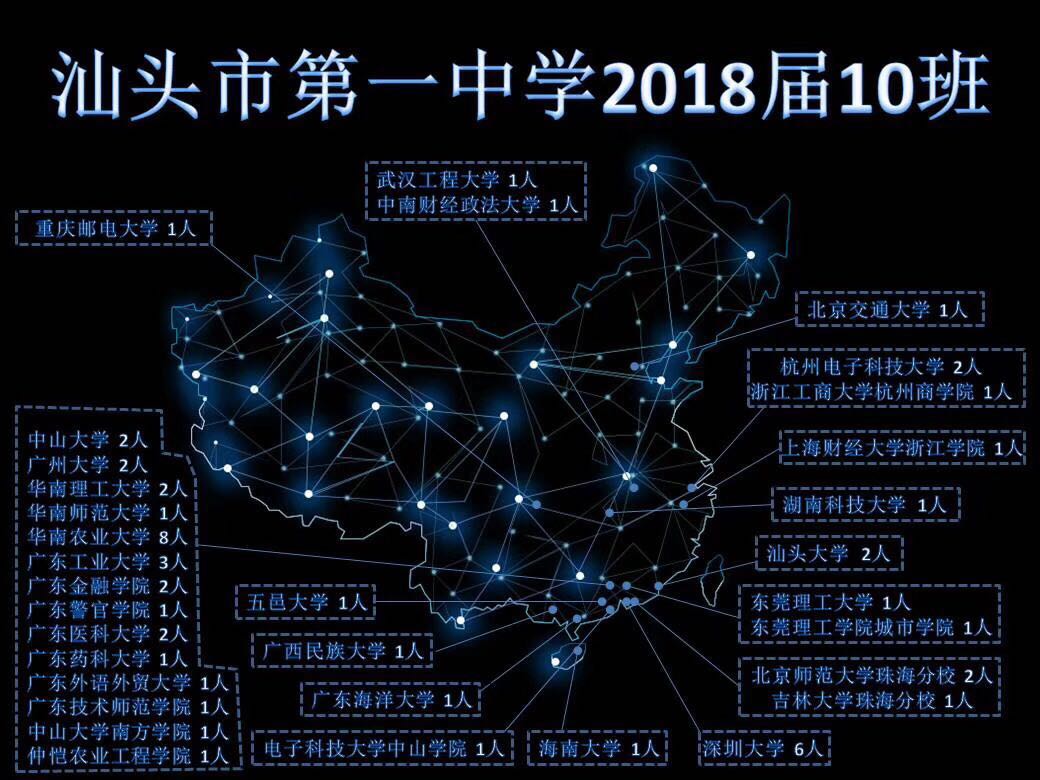 汕头市第一中学2018届10班
武汉工程大学 1人
中南财经政法大学 1人
重庆邮电大学 1人
北京交通大学 1人
杭州电子科技大学 2人
浙江工商大学杭州商学院 1人
上海财经大学浙江学院 1人
湖南科技大学 1人
汕头大学 2人
东莞理工大学 1人
东莞理工学院城市学院 1人
北京师范大学珠海分校 2人
吉林大学珠海分校 1人
中山大学 2人
广州大学 2人
华南理工大学 2人
华南师范大学 1人
华南农业大学 8人
广东工业大学 3人
广东金融学院 2人
广东警官学院 1人
广东医科大学 2人
广东药科大学 1人
广东外语外贸大学 1人
广东技术师范学院 1人
中山大学南方学院 1人
仲恺农业工程学院 1人
五邑大学 1人
广西民族大学 1人
广东海洋大学 1人
电子科技大学中山学院 1人
海南大学 1人
深圳大学 6人